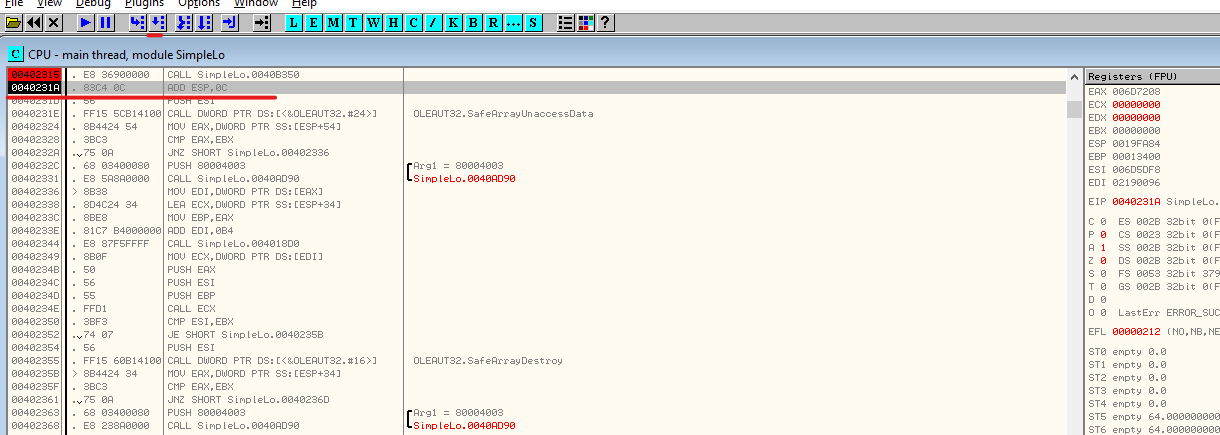 File View Debug Plugins Options Window Help
L E M T W H C / K B R ... S ?
C CPU - main thread, module SimpleLo
00402315 . E8 36900000 CALL SimpleLo.0040B350
0040231A . 83C4 0C ADD ESP,0C
. 56 PUSH ESI
0040231E . FF15 5CB14100 CALL DWORD PTR DS:[<&OLEAUT32.#24>] OLEAUT32.SafeArrayUnaccessData
00402324 . 8B4424 54 MOV EAX,DWORD PTR SS:[ESP+54]
00402328 . 3BC3 CMP EAX,EBX
0040232A .,75 0A JNZ SHORT SimpleLo.00402336
0040232C . 68 03400080 PUSH 80004003 Arg1 = 80004003
00402331 . E8 5A8A0000 CALL SimpleLo.0040AD90 SimpleLo.0040AD90
00402336 > 8B38 MOV EDI,DWORD PTR DS:[EAX]
00402338 . 8D4C24 34 LEA ECX,DWORD PTR SS:[ESP+34]
0040233C . 8BE8 MOV EBP,EAX
0040233E . 81C7 B4000000 ADD EDI,0B4
00402344 . E8 87F5FFFF CALL SimpleLo.004018D0
0040234B . 8B0F MOV ECX,DWORD PTR DS:[EDI]
0040234B . 50 PUSH EAX
0040234C . 56 PUSH ESI
0040234D . 55 PUSH EBP
0040234E . FFD1 CALL ECX
00402350 . 3BF3 CMP ESI,EBX
00402352 .,74 07 JE SHORT SimpleLo.0040235B
00402354 . 56 PUSH ESI
00402355 . FF15 60B14100 CALL DWORD PTR DS:[<&OLEAUT32.#16>] OLEAUT32.SafeArrayDestroy
0040235B > 8B4424 34 MOV EAX,DWORD PTR SS:[ESP+34]
0040235F . 3BC3 CMP EAX,EBX
00402361 .,75 0A JNZ SHORT SimpleLo.0040236D
00402363 . 68 03400080 PUSH 80004003 Arg1 = 80004003
00402368 . E8 238A0000 CALL SimpleLo.0040AD90 SimpleLo.0040AD90
Registers (FPU)
EAX 006D7208
ECX 00000000
EDX 00000000
EBX 00000000
ESP 0019FA84
EBP 00013400
ESI 006D5DF8
EDI 02190096
EIP 0040231A SimpleLo.
C 0 ES 002B 32bit 0(F
P 0 CS 0023 32bit 0(F
A 1 SS 002B 32bit 0(F
Z 0 DS 002B 32bit 0(F
S 0 FS 0053 32bit 379
T 0 GS 002B 32bit 0(F
D 0
O 0 LastErr ERROR_SUC
EFL 00000212 (NO,NB,NE
ST0 empty 0.0
ST1 empty 0.0
ST2 empty 0.0
ST3 empty 0.0
ST4 empty 0.0
ST5 empty 64.000000000
ST6 empty 64.000000000